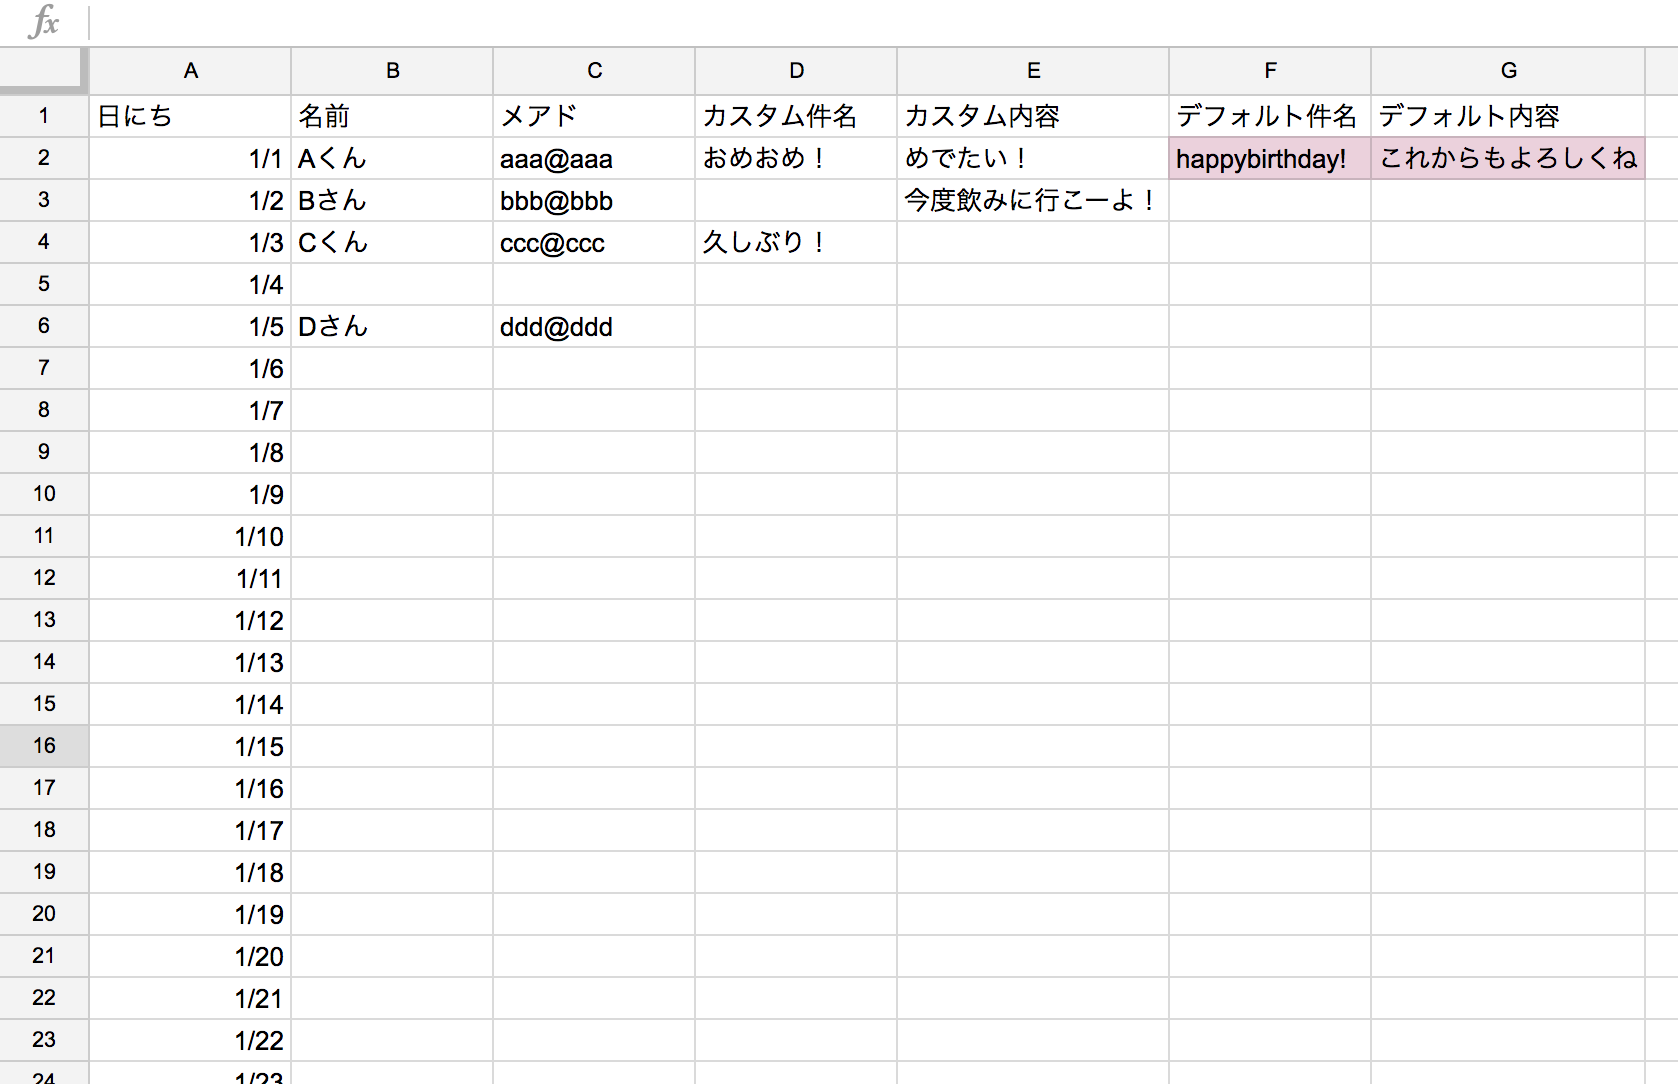 fx
A B C D E F G
1 日にち 名前 メアド カスタム件名 カスタム内容 デフォルト件名 デフォルト内容
2 1/1 Aくん aaa@aaa おめおめ！ めでたい！ happybirthday! これからもよろしくね
3 1/2 Bさん bbb@bbb 今度飲みに行こーよ！
4 1/3 Cくん ccc@ccc 久しぶり！
5 1/4
6 1/5 Dさん ddd@ddd
7 1/6
8 1/7
9 1/8
10 1/9
11 1/10
12 1/11
13 1/12
14 1/13
15 1/14
16 1/15
17 1/16
18 1/17
19 1/18
20 1/19
21 1/20
22 1/21
23 1/22
24 1/23